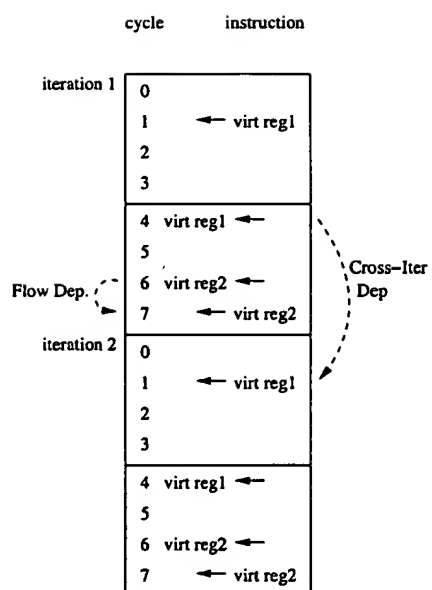 cycle instruction
iteration 1
0
1 ← virt reg1
2
3
4 virt reg1 ←
5
6 virt reg2 ←
7 ← virt reg2
Flow Dep.
Cross-Iter
Dep
iteration 2
0
1 ← virt reg1
2
3
4 virt reg1 ←
5
6 virt reg2 ←
7 ← virt reg2